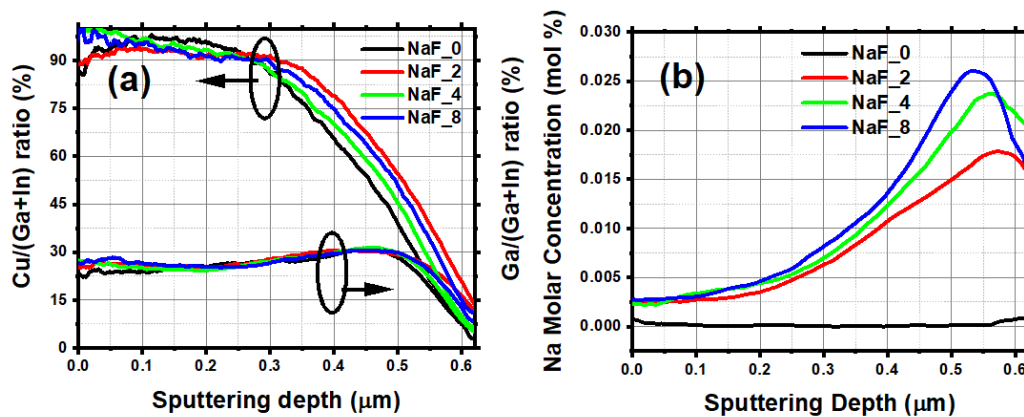 Cu/(Ga+In) ratio (%)
90
75
60
45
30
15
0
(a)
NaF_0
NaF_2
NaF_4
NaF_8
0.0 0.1 0.2 0.3 0.4 0.5 0.6
Sputtering depth (μm)
Ga/(Ga+In) ratio (%)
Na Molar Concentration (mol %)
0.030
0.025
0.020
0.015
0.010
0.005
0.000
NaF_0
NaF_2
NaF_4
NaF_8
(b)
0.0 0.1 0.2 0.3 0.4 0.5 0.6
Sputtering Depth (μm)